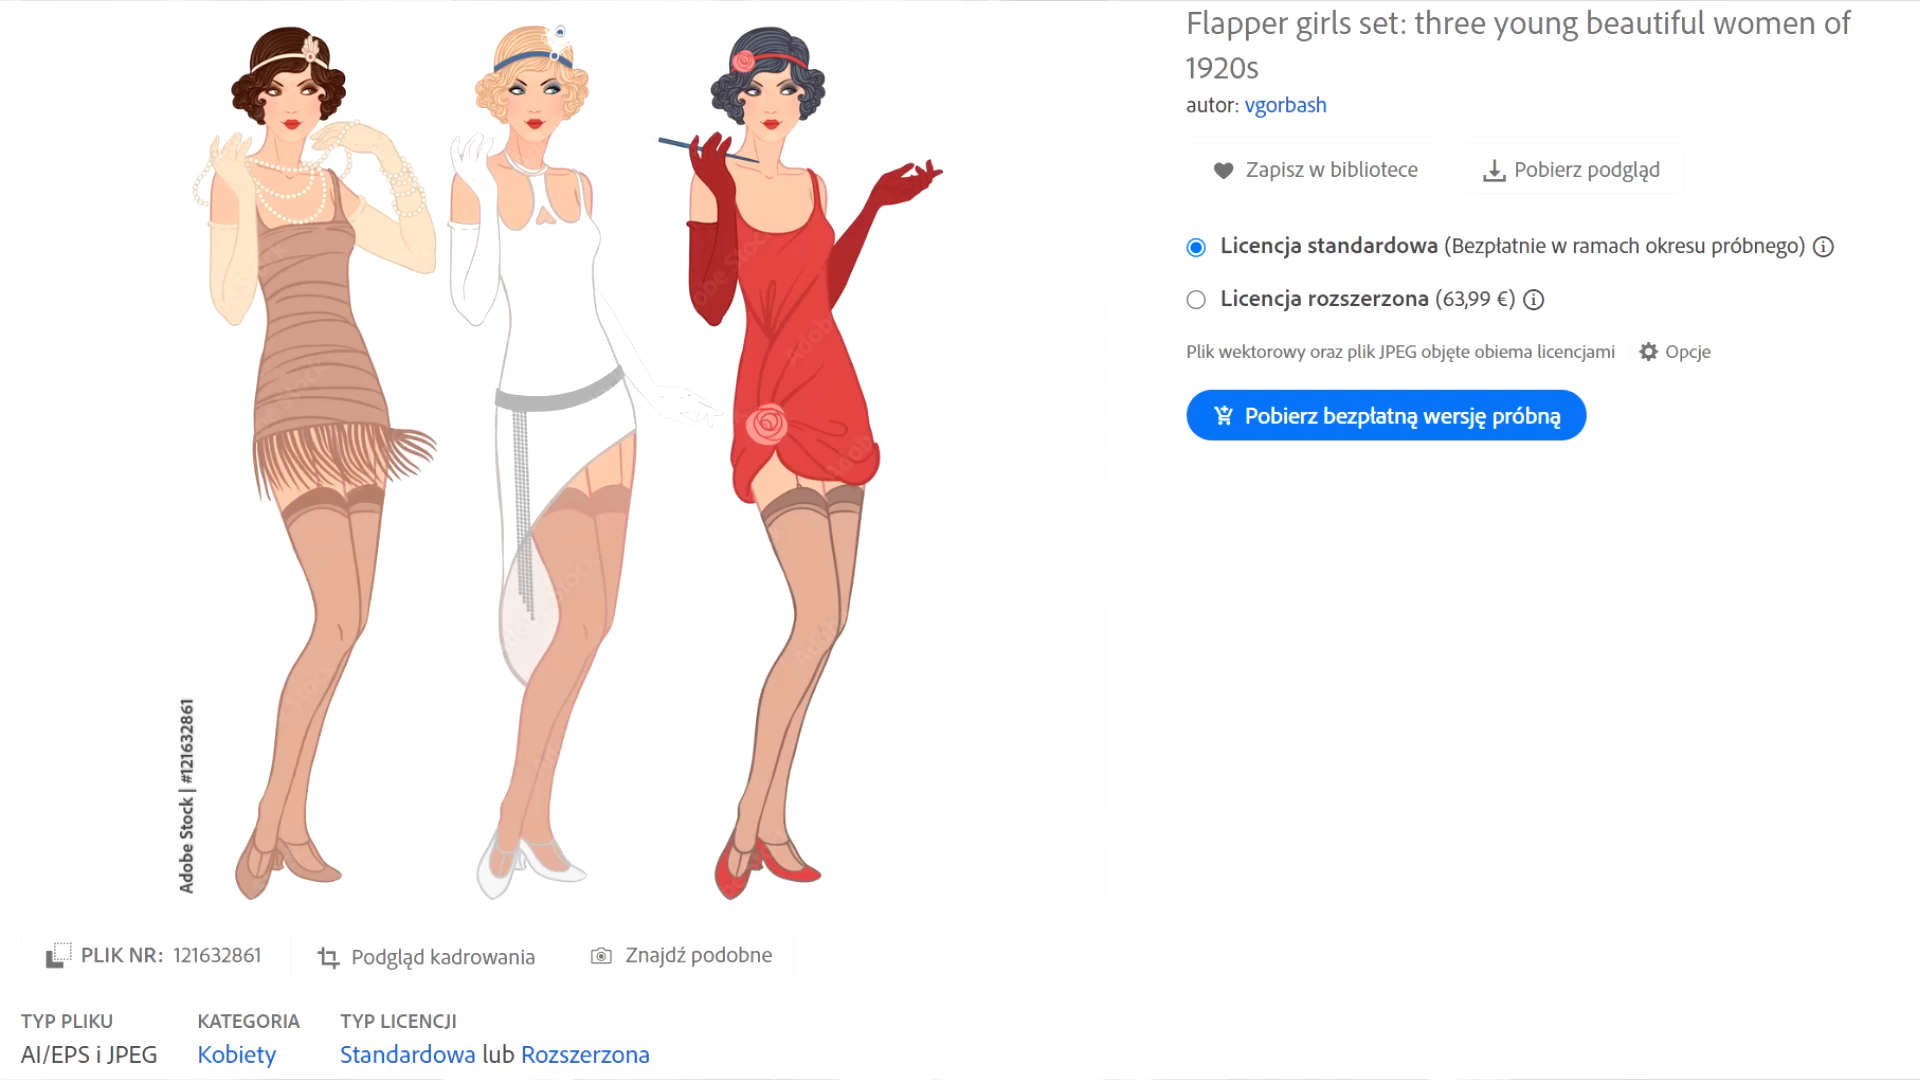 Flapper girls set: three young beautiful women of
1920s
autor: vgorbash
Zapisz w bibliotece
Pobierz podgląd
Licencja standardowa (Bezpłatnie w ramach okresu próbnego)
Licencja rozszerzona (63,99 €)
Plik wektorowy oraz plik JPEG objęte obiema licencjami
Opcje
Pobierz bezpłatną wersję próbną
Adobe Stock | #121632861
PLIK NR: 121632861
Podgląd kadrowania
Znajdź podobne
TYP PLIKU
AI/EPS i JPEG
KATEGORIA
Kobiety
TYP LICENCJI
Standardowa lub Rozszerzona